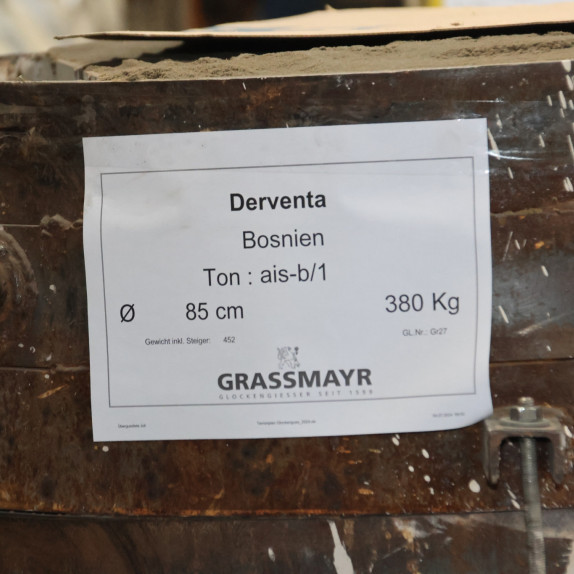 Derventa
Bosnien
Ton : ais-b/1
Ø 85 cm 380 Kg
Gewicht inkl. Steiger: 452 GL.Nr.: Gr27
GRASSMAYR
GLOCKENGIESSER SEIT 1599